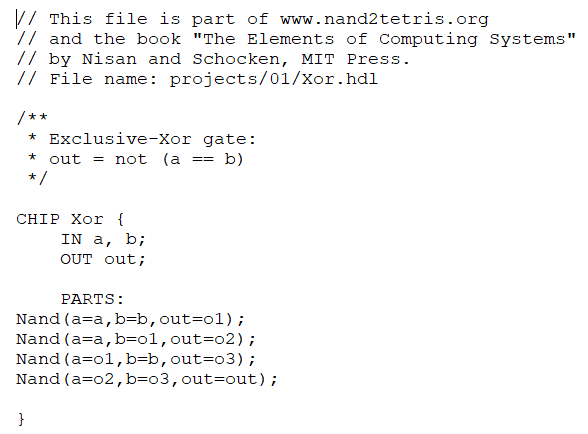 // This file is part of www.nand2tetris.org
// and the book "The Elements of Computing Systems"
// by Nisan and Schocken, MIT Press.
// File name: projects/01/Xor.hdl

/**
 * Exclusive-Xor gate:
 * out = not (a == b)
 */

CHIP Xor {
    IN a, b;
    OUT out;

    PARTS:
Nand(a=a,b=b,out=o1);
Nand(a=a,b=o1,out=o2);
Nand(a=o1,b=b,out=o3);
Nand(a=o2,b=o3,out=out);

}